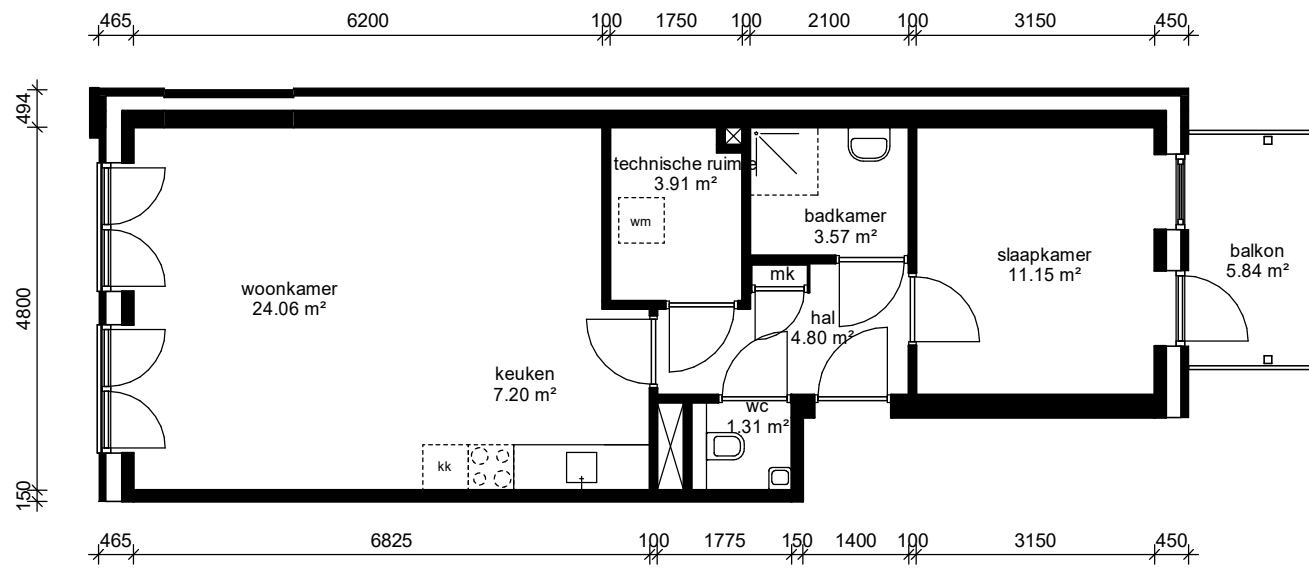 465 6200 100 1750 100 2100 100 3150 450
494
4800
150
technische ruimte
3.91 m²
wm
badkamer
3.57 m²
mk
slaapkamer
11.15 m²
balkon
5.84 m²
woonkamer
24.06 m²
hal
4.80 m²
keuken
7.20 m²
wc
1.31 m²
kk
465 6825 100 1775 150 1400 100 3150 450